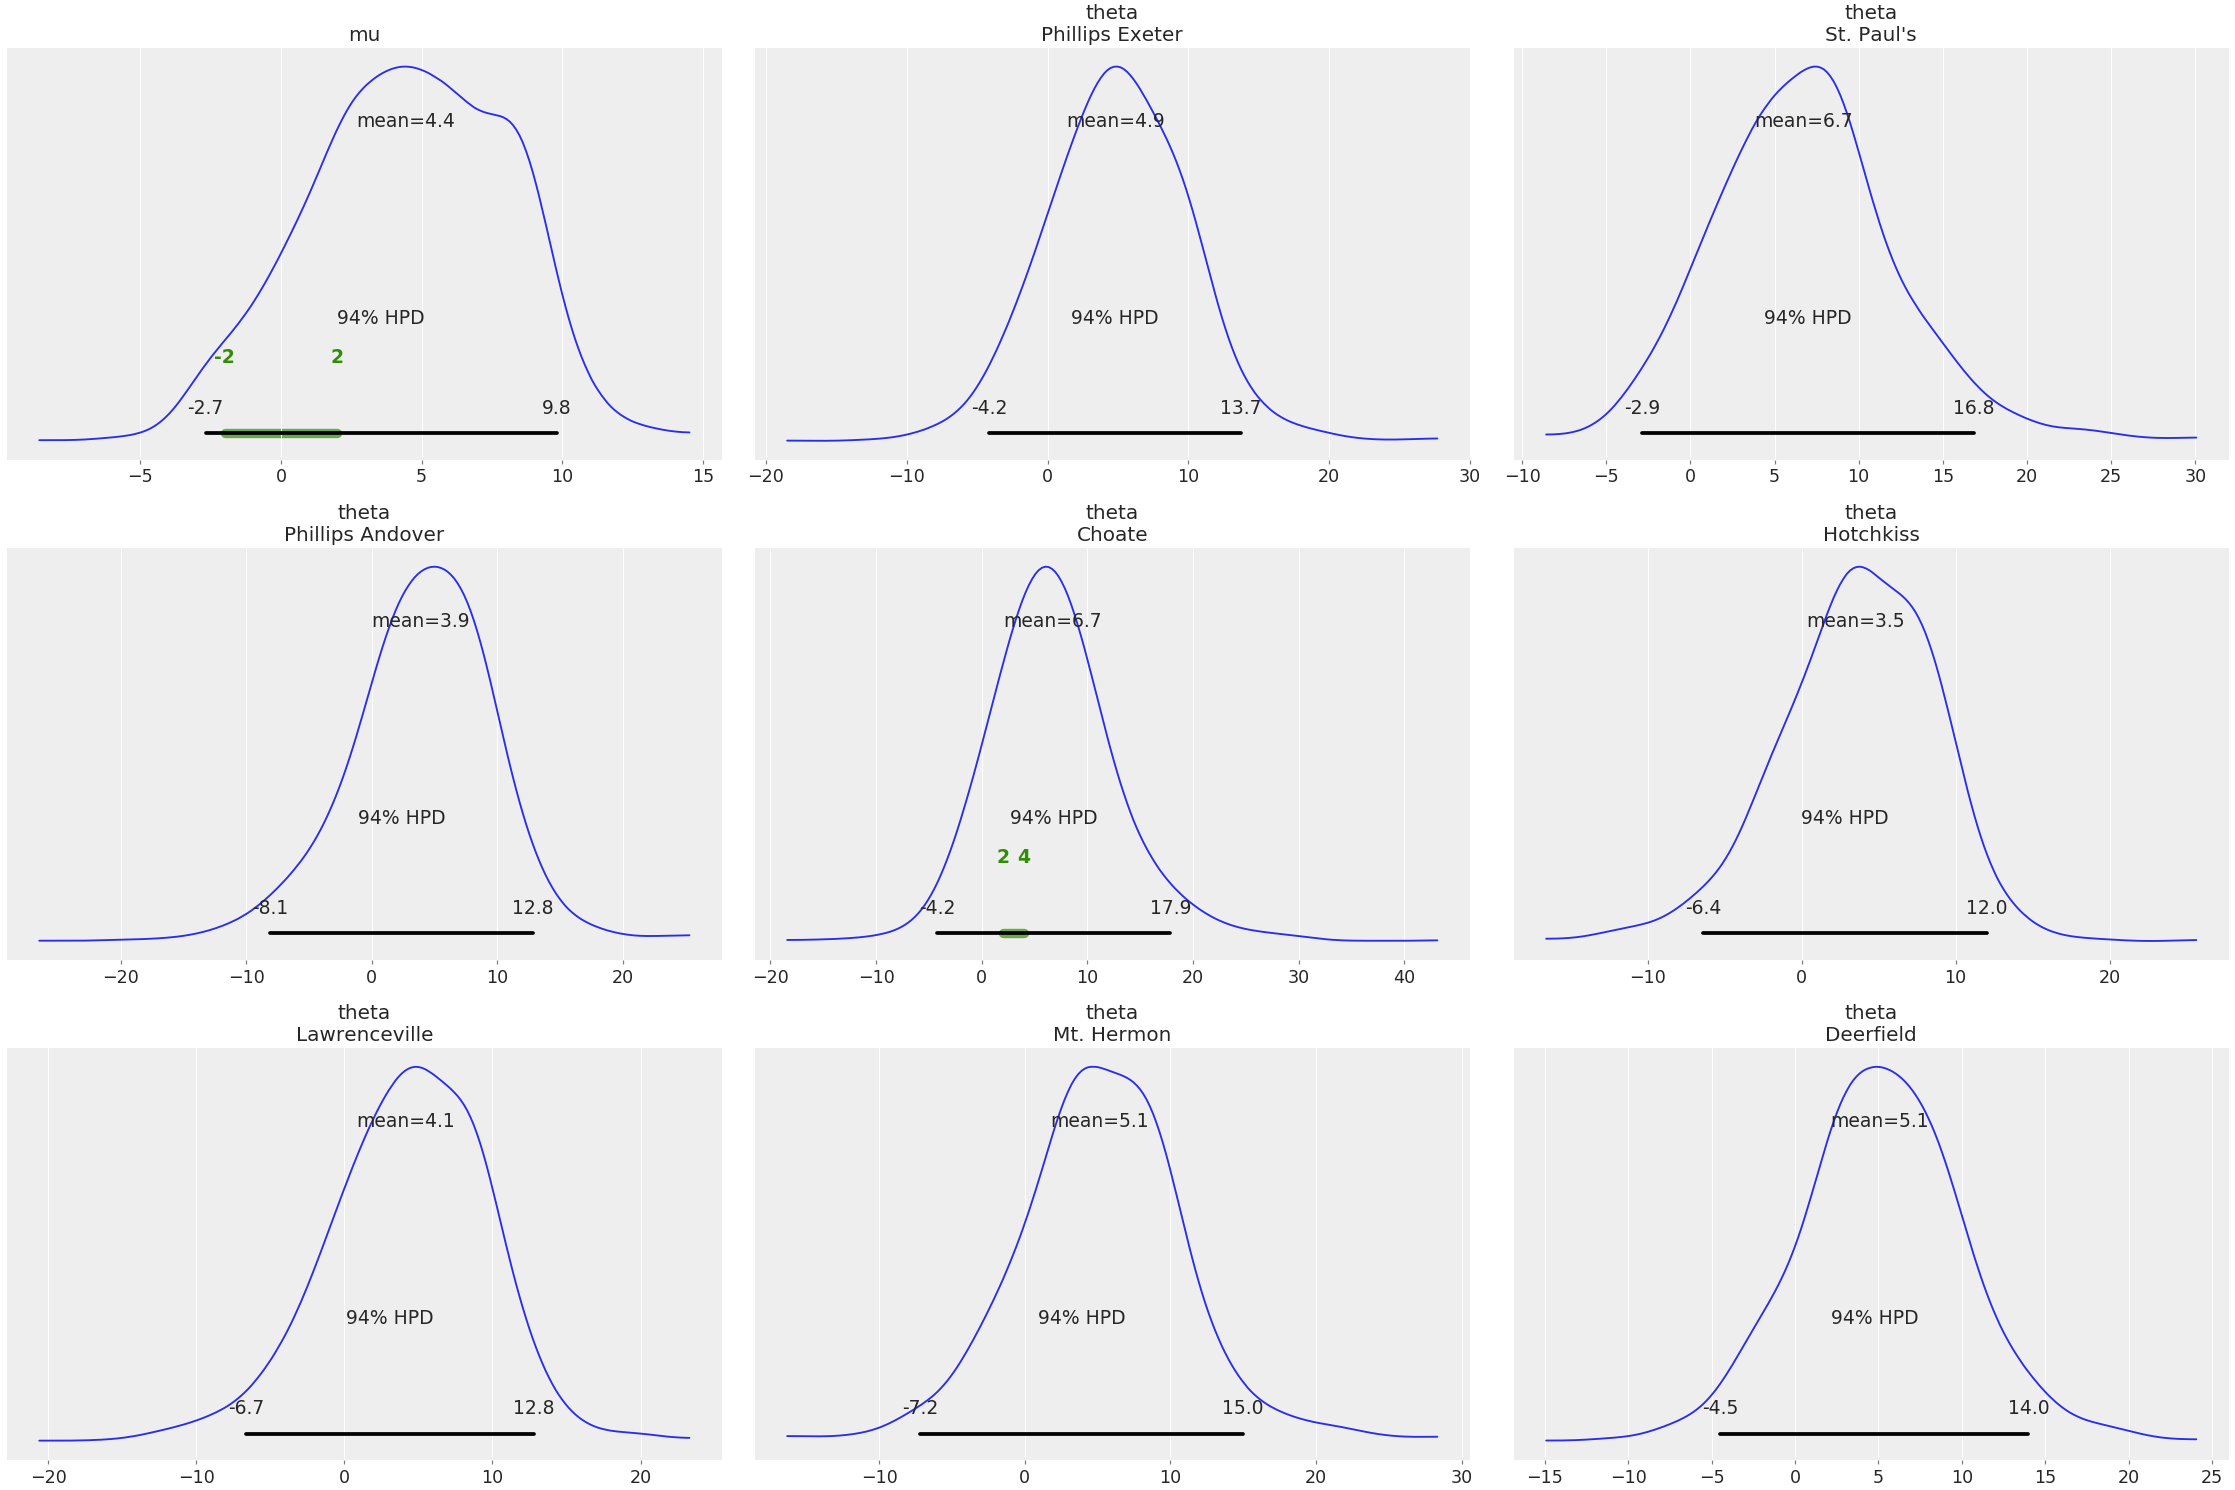 mu
mean=4.4
94% HPD
-2 2
-2.7 9.8
−5 0 5 10 15
theta
Phillips Exeter
mean=4.9
94% HPD
-4.2 13.7
−20 −10 0 10 20 30
theta
St. Paul's
mean=6.7
94% HPD
-2.9 16.8
−10 −5 0 5 10 15 20 25 30
theta
Phillips Andover
mean=3.9
94% HPD
-8.1 12.8
−20 −10 0 10 20
theta
Choate
mean=6.7
94% HPD
2 4
-4.2 17.9
−20 −10 0 10 20 30 40
theta
Hotchkiss
mean=3.5
94% HPD
-6.4 12.0
−10 0 10 20
theta
Lawrenceville
mean=4.1
94% HPD
-6.7 12.8
−20 −10 0 10 20
theta
Mt. Hermon
mean=5.1
94% HPD
-7.2 15.0
−10 0 10 20 30
theta
Deerfield
mean=5.1
94% HPD
-4.5 14.0
−15 −10 −5 0 5 10 15 20 25